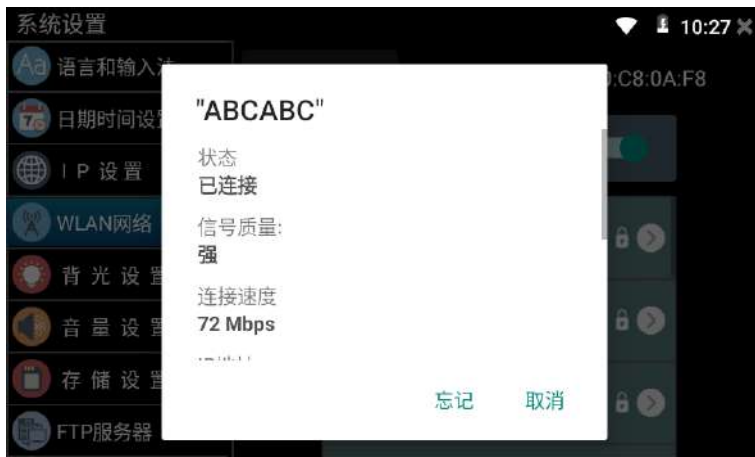 系统设置
10:27
语言和输入法
:C8:0A:F8
日期时间设
IP设置
WLAN网络
背光设置
音量设置
存储设置
FTP服务器
"ABCABC"
状态
已连接
信号质量:
强
连接速度
72 Mbps
忘记
取消